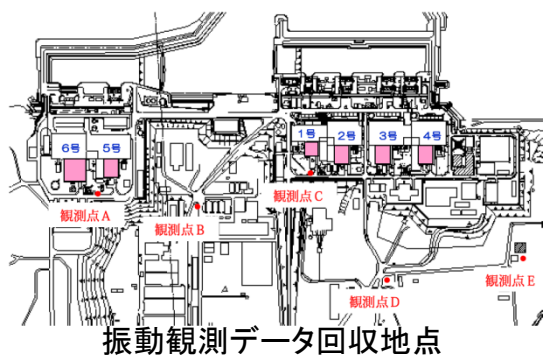 6号
5号
1号
2号
3号
4号
観測点A
観測点B
観測点C
観測点D
観測点E
振動観測データ回収地点